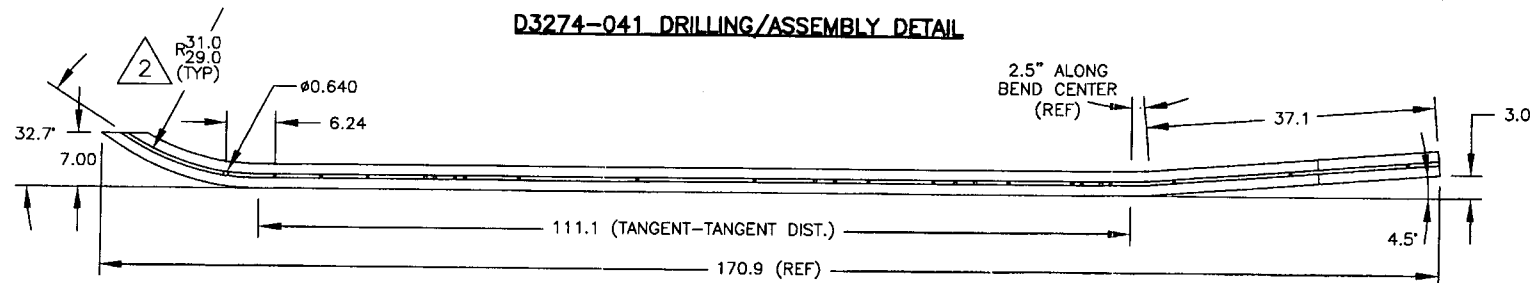 D3274-041 DRILLING/ASSEMBLY DETAIL
2
R31.0
29.0
(TYP)
ø0.640
6.24
32.7°
7.00
2.5" ALONG
BEND CENTER
(REF)
37.1
3.0
111.1 (TANGENT-TANGENT DIST.)
4.5°
170.9 (REF)